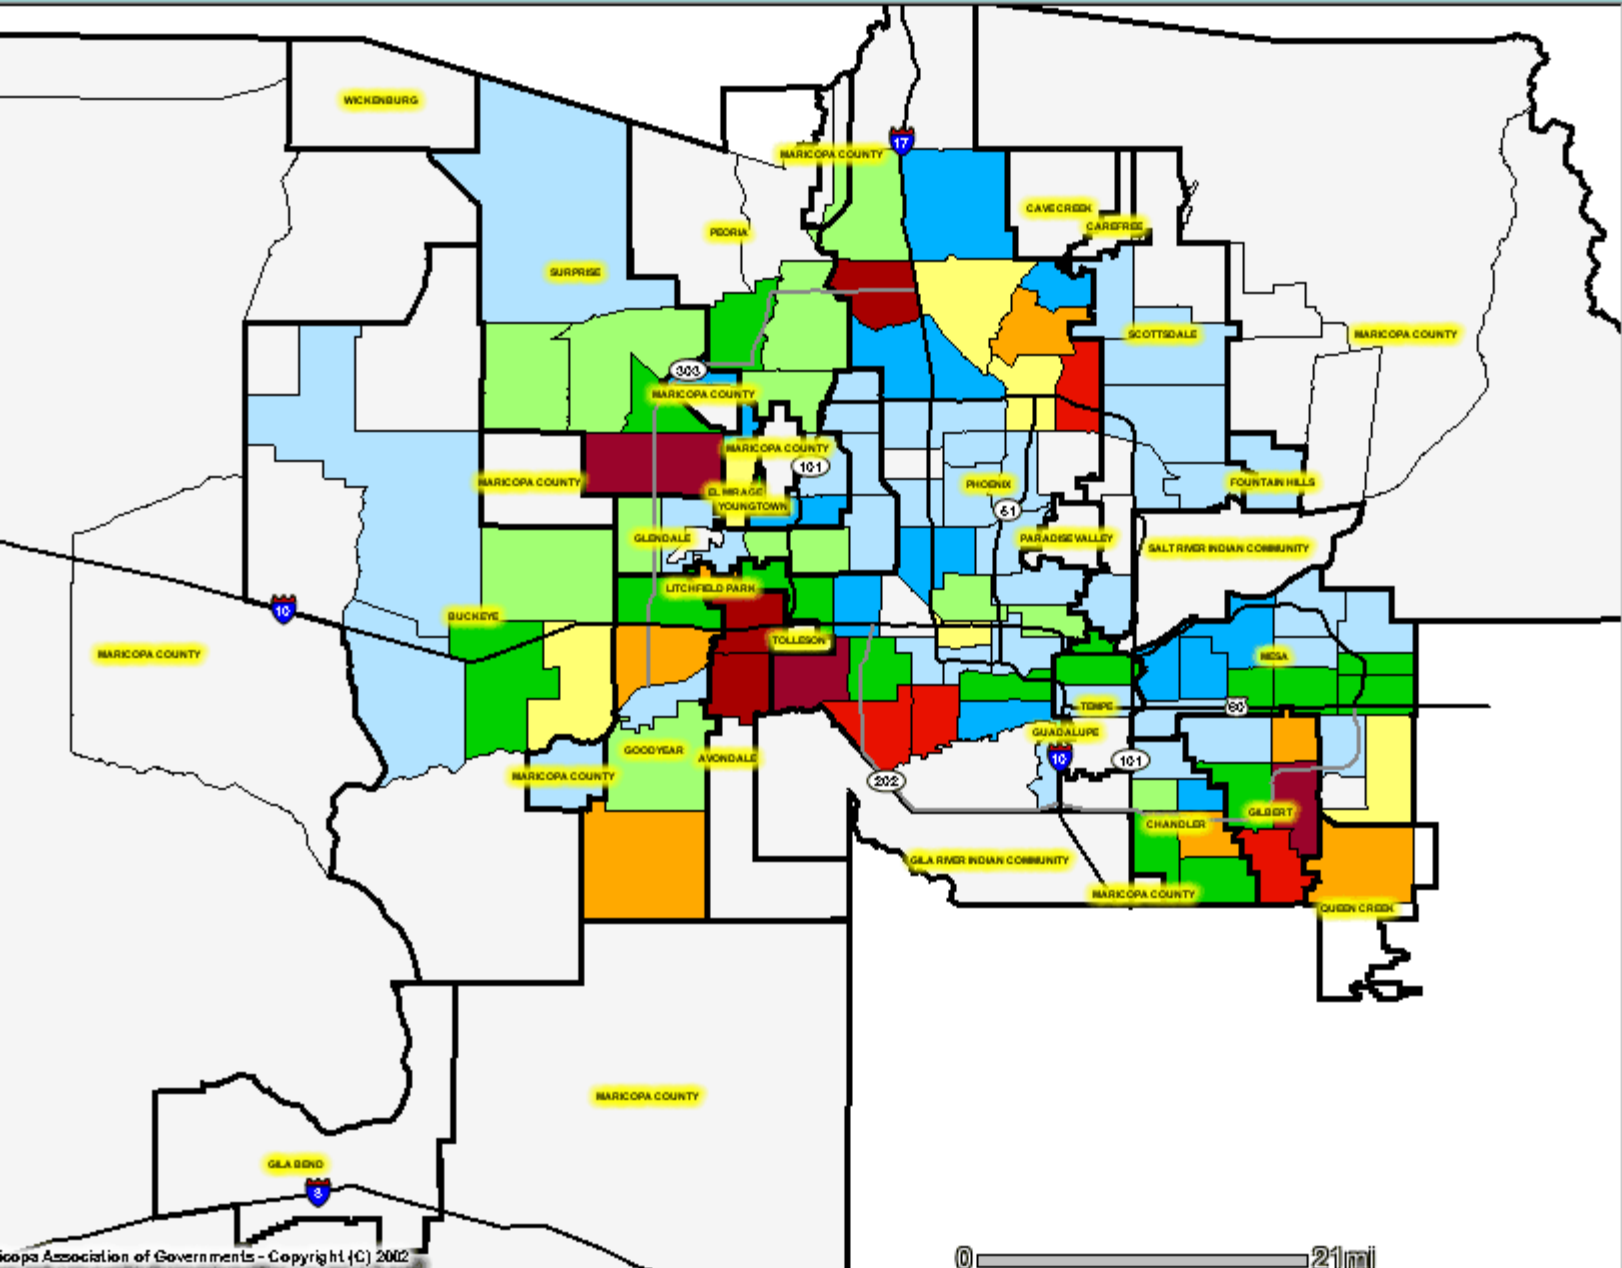 WICKENBURG
17
MARICOPA COUNTY
CAVE CREEK
CAREFREE
PEORIA
SURPRISE
SCOTTSDALE
MARICOPA COUNTY
303
MARICOPA COUNTY
MARICOPA COUNTY
101
MARICOPA COUNTY
PHOENIX
FOUNTAIN HILLS
EL MIRAGE
YOUNGTOWN
51
GLENDALE
PARADISE VALLEY
SALT RIVER INDIAN COMMUNITY
LITCHFIELD PARK
10
BUCKEYE
TOLLESON
MARICOPA COUNTY
MESA
TEMPE
60
GUADALUPE
GOODYEAR
AVONDALE
10
101
MARICOPA COUNTY
202
GILBERT
CHANDLER
GILA RIVER INDIAN COMMUNITY
MARICOPA COUNTY
QUEEN CREEK
MARICOPA COUNTY
GILA BEND
8
icopa Association of Governments - Copyright (C) 2002
0 21 mi